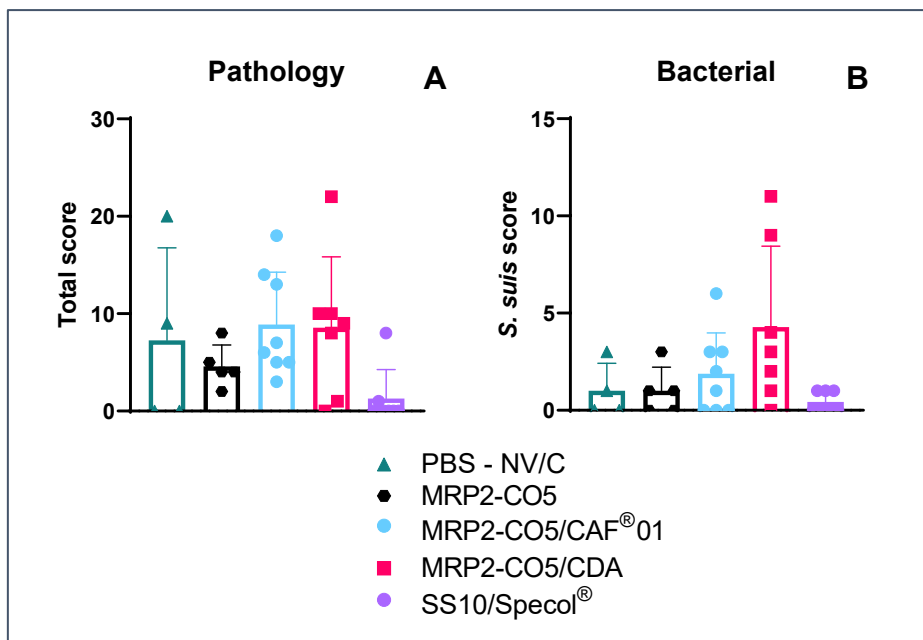 Pathology
A
Total score
30
20
10
0
Bacterial
B
S. suis score
15
10
5
0
PBS - NV/C
MRP2-CO5
MRP2-CO5/CAF®01
MRP2-CO5/CDA
SS10/Specol®